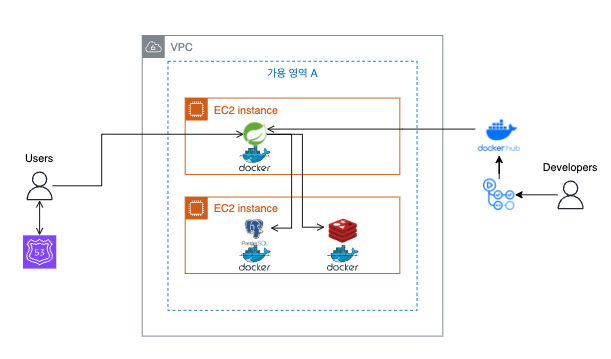 VPC
가용 영역 A
EC2 instance
docker
Users
53
EC2 instance
PostgreSQL
docker
docker
dockerhub
Developers